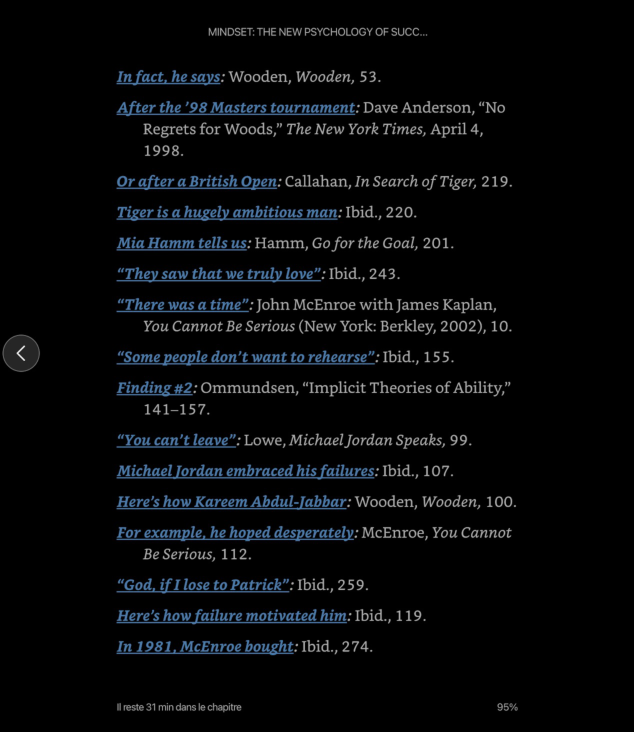 MINDSET: THE NEW PSYCHOLOGY OF SUCC...
In fact, he says: Wooden, Wooden, 53.
After the ’98 Masters tournament: Dave Anderson, “No
Regrets for Woods,” The New York Times, April 4,
1998.
Or after a British Open: Callahan, In Search of Tiger, 219.
Tiger is a hugely ambitious man: Ibid., 220.
Mia Hamm tells us: Hamm, Go for the Goal, 201.
“They saw that we truly love”: Ibid., 243.
“There was a time”: John McEnroe with James Kaplan,
You Cannot Be Serious (New York: Berkley, 2002), 10.
“Some people don’t want to rehearse”: Ibid., 155.
Finding #2: Ommundsen, “Implicit Theories of Ability,”
141–157.
“You can’t leave”: Lowe, Michael Jordan Speaks, 99.
Michael Jordan embraced his failures: Ibid., 107.
Here’s how Kareem Abdul-Jabbar: Wooden, Wooden, 100.
For example, he hoped desperately: McEnroe, You Cannot
Be Serious, 112.
“God, if I lose to Patrick”: Ibid., 259.
Here’s how failure motivated him: Ibid., 119.
In 1981, McEnroe bought: Ibid., 274.
Il reste 31 min dans le chapitre
95%